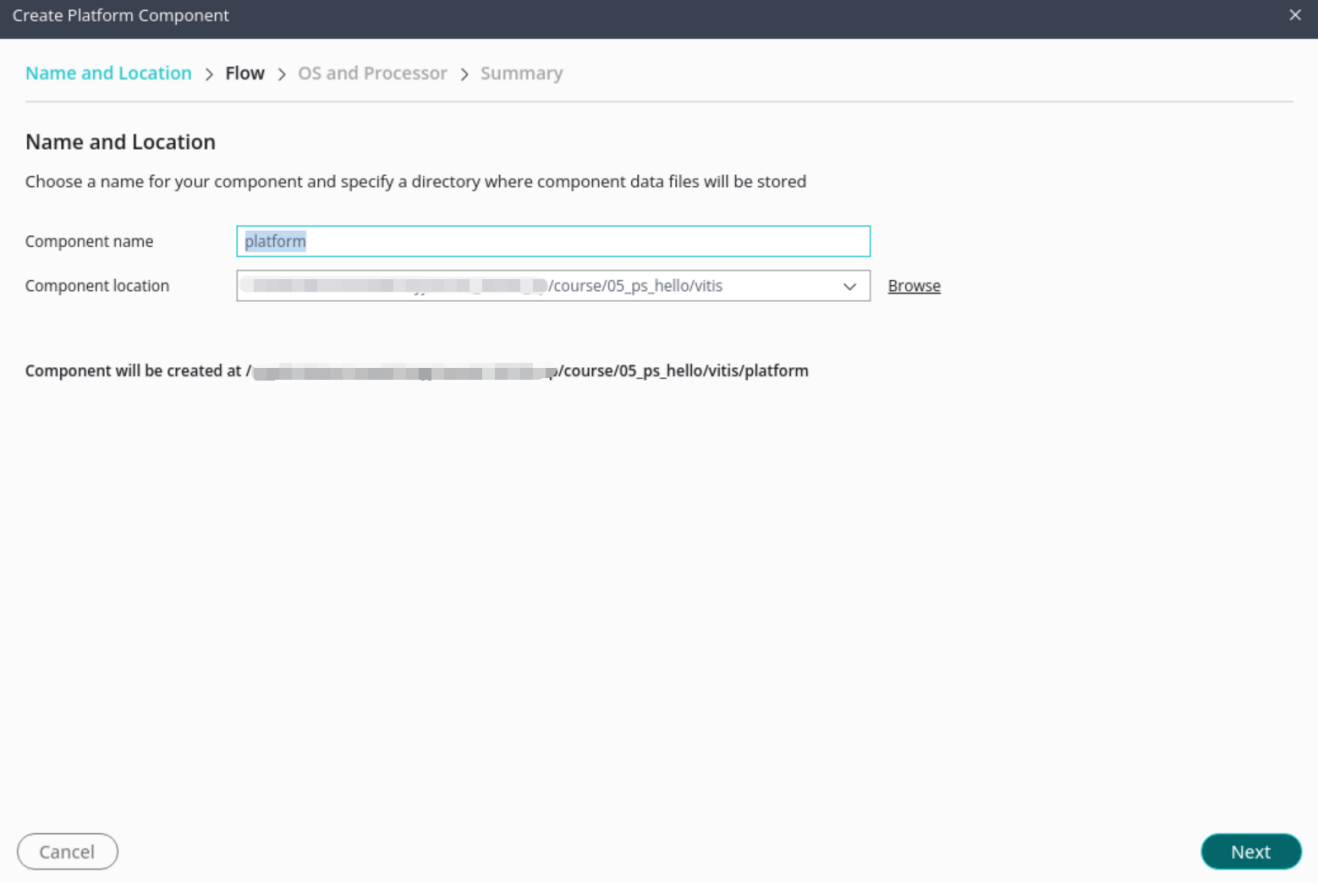 Create Platform Component
Name and Location > Flow > OS and Processor > Summary
Name and Location
Choose a name for your component and specify a directory where component data files will be stored
Component name platform
Component location /course/05_ps_hello/vitis Browse
Component will be created at / /course/05_ps_hello/vitis/platform
Cancel Next